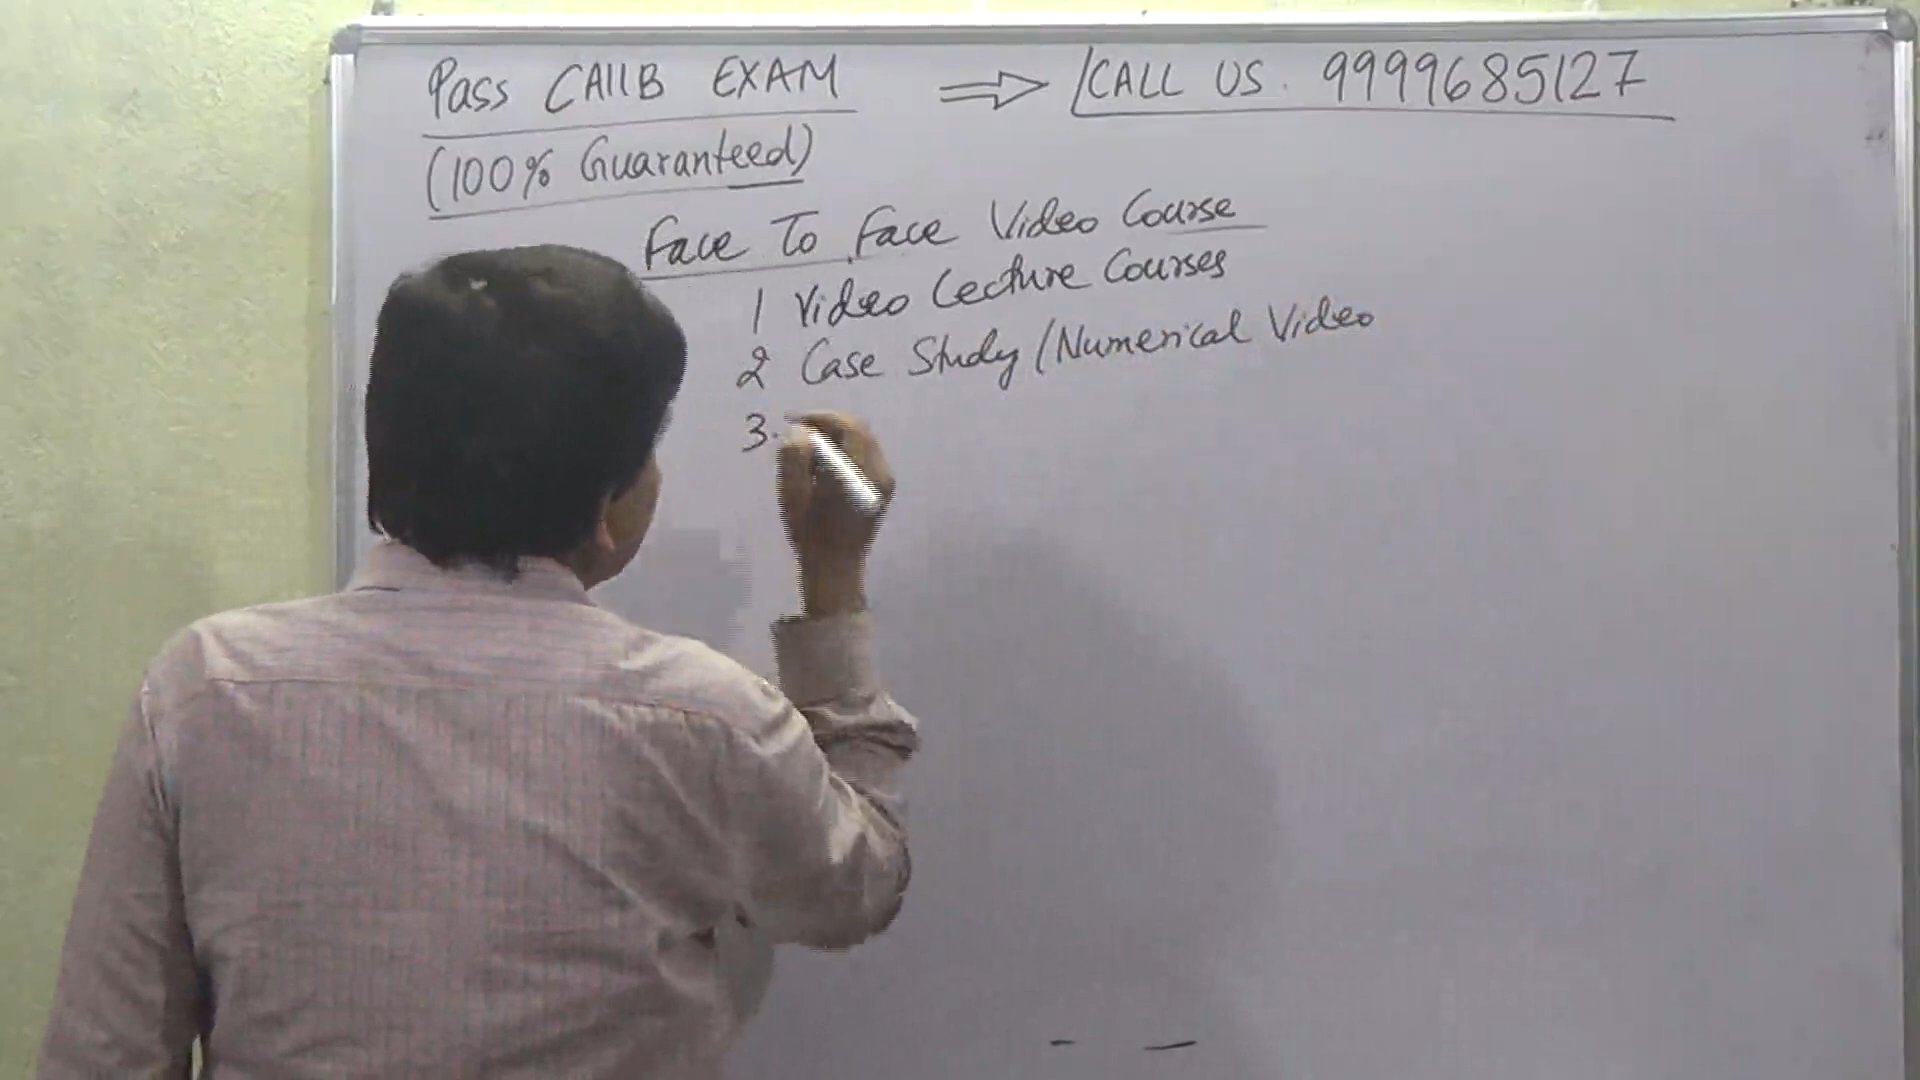 Pass CAIIB EXAM ⇒ CALL US. 9999685127
(100% Guaranteed)
Face To Face Video Course
1 Video Lecture Courses
2 Case Study/Numerical Video
3.